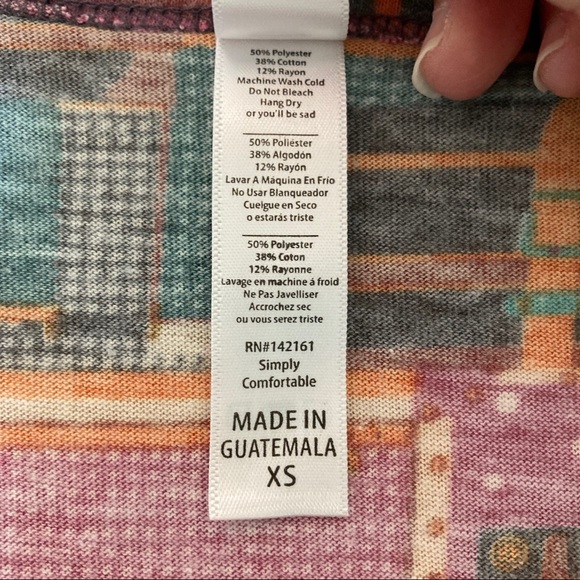 50% Polyester
38% Cotton
12% Rayon
Machine Wash Cold
Do Not Bleach
Hang Dry
or you'll be sad
50% Poliéster
38% Algodón
12% Rayón
Lavar A Máquina En Frío
No Usar Blanqueador
Cuelgue en Seco
o estarás triste
50% Polyester
38% Coton
12% Rayonne
Lavage en machine á froid
Ne Pas Javelliser
Accrochez sec
ou vous serez triste
RN#142161
Simply
Comfortable
MADE IN
GUATEMALA
XS